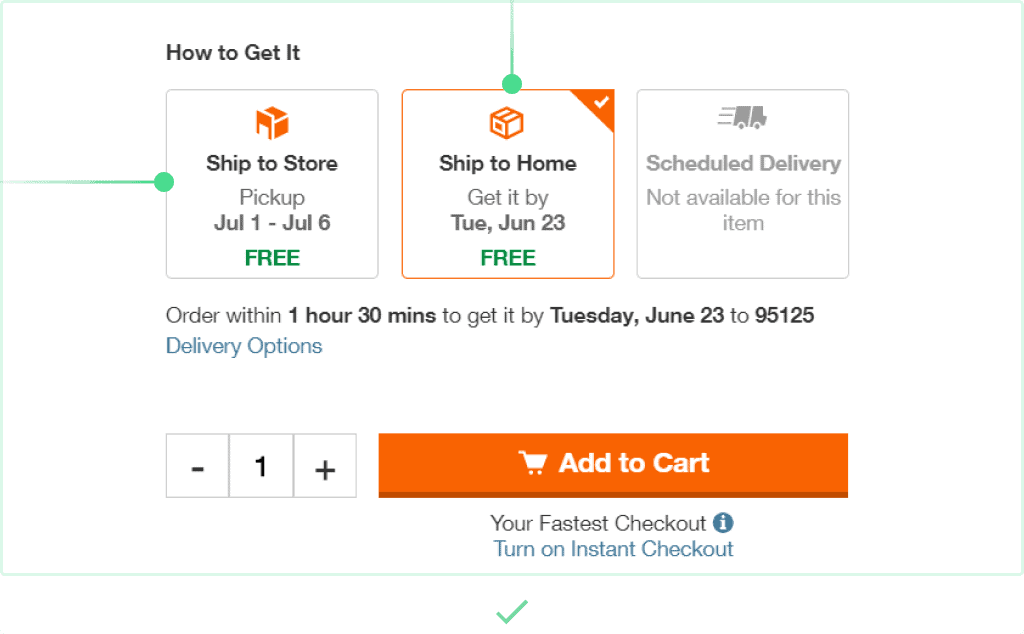 How to Get It
Ship to Store
Pickup
Jul 1 - Jul 6
FREE
Ship to Home
Get it by
Tue, Jun 23
FREE
Scheduled Delivery
Not available for this
item
Order within 1 hour 30 mins to get it by Tuesday, June 23 to 95125
Delivery Options
- 1 +
Add to Cart
Your Fastest Checkout
Turn on Instant Checkout